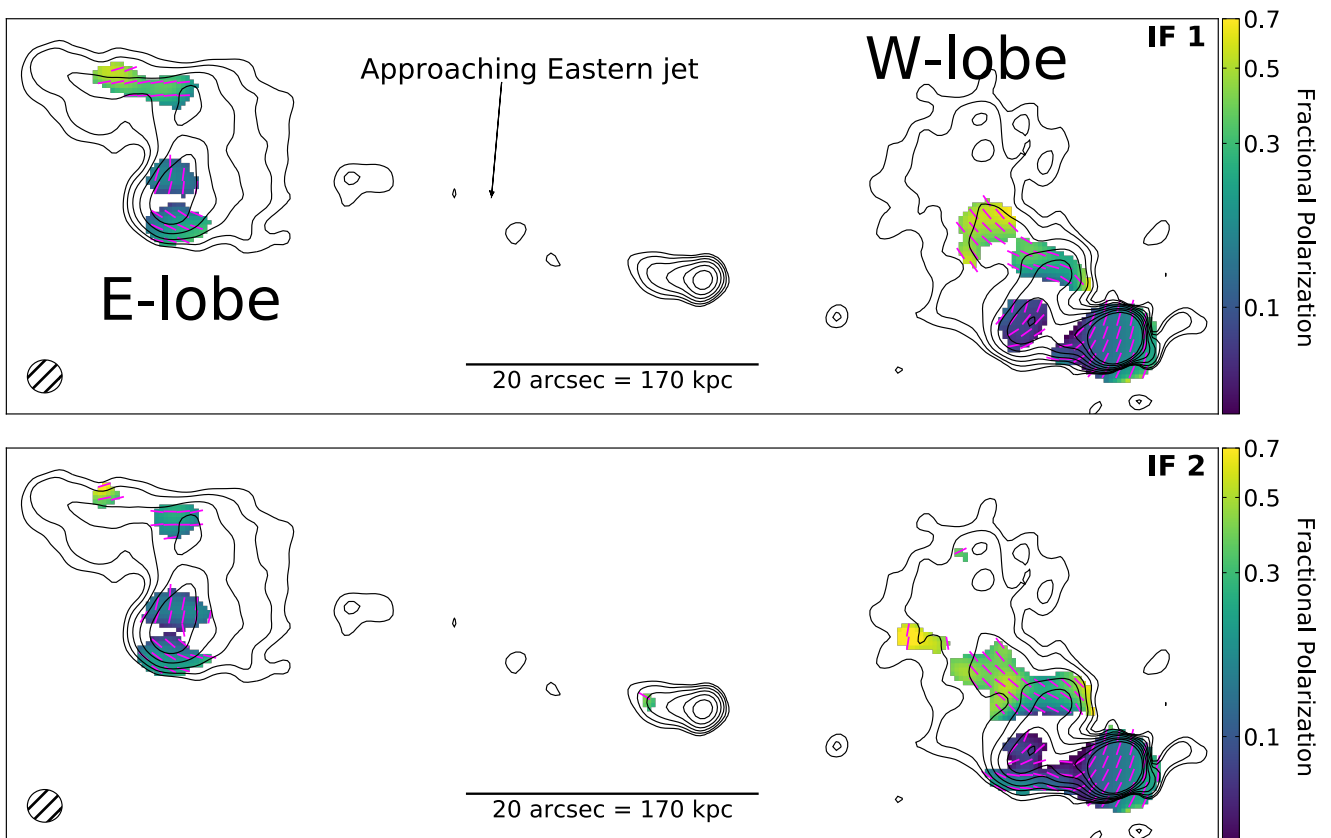 IF 1
Approaching Eastern jet
W-lobe
E-lobe
20 arcsec = 170 kpc
0.7
0.5
0.3
0.1
Fractional Polarization
IF 2
20 arcsec = 170 kpc
0.7
0.5
0.3
0.1
Fractional Polarization